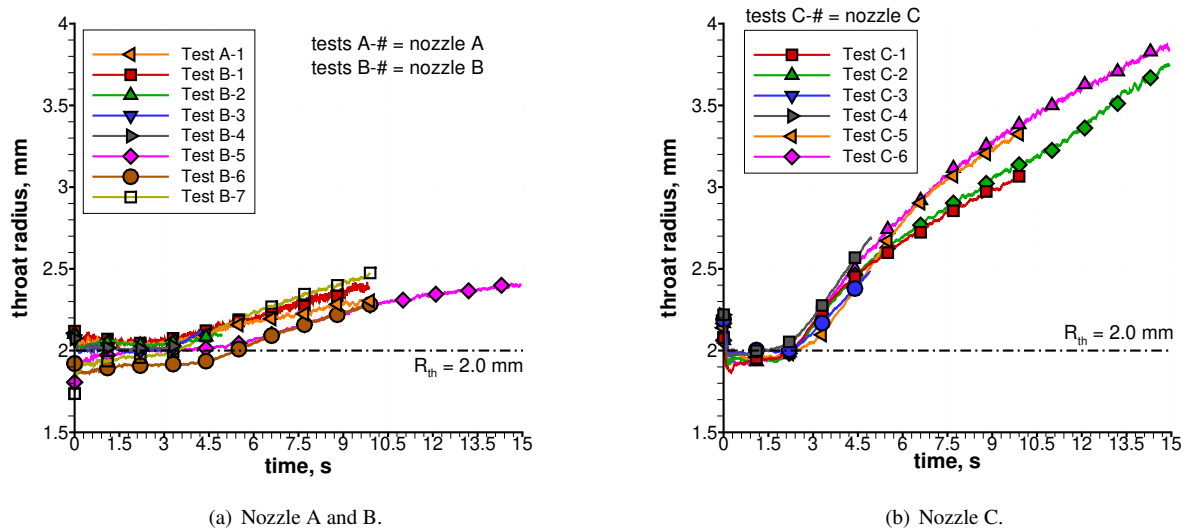 4
3.5
3
2.5
2
1.5
throat radius, mm
Test A-1
Test B-1
Test B-2
Test B-3
Test B-4
Test B-5
Test B-6
Test B-7
tests A-# = nozzle A
tests B-# = nozzle B
R_th = 2.0 mm
0 1.5 3 4.5 6 7.5 9 10.5 12 13.5 15
time, s
(a) Nozzle A and B.
tests C-# = nozzle C
4
3.5
3
2.5
2
1.5
throat radius, mm
Test C-1
Test C-2
Test C-3
Test C-4
Test C-5
Test C-6
R_th = 2.0 mm
0 1.5 3 4.5 6 7.5 9 10.5 12 13.5 15
time, s
(b) Nozzle C.